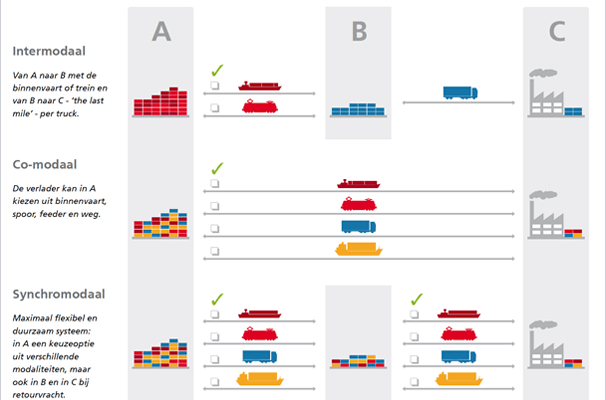 A
B
C
Intermodaal
Van A naar B met de
binnenvaart of trein en
van B naar C - ‘the last
mile’ - per truck.
Co-modaal
De verlader kan in A
kiezen uit binnenvaart,
spoor, feeder en weg.
Synchromodaal
Maximaal flexibel en
duurzaam systeem:
in A een keuzeoptie
uit verschillende
modaliteiten, maar
ook in B en in C bij
retourvracht.